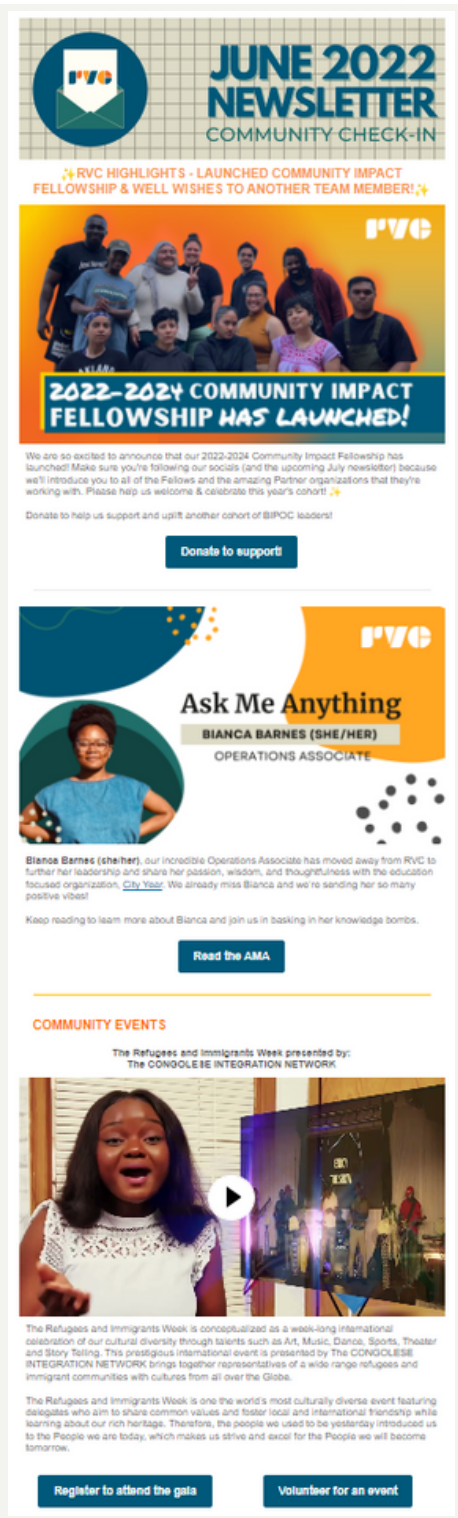 rvc
JUNE 2022
NEWSLETTER
COMMUNITY CHECK-IN
✨RVC HIGHLIGHTS - LAUNCHED COMMUNITY IMPACT
FELLOWSHIP & WELL WISHES TO ANOTHER TEAM MEMBER!✨
rvc
2022-2024 COMMUNITY IMPACT
FELLOWSHIP HAS LAUNCHED!
We are so excited to announce that our 2022-2024 Community Impact Fellowship has
launched! Make sure you're following our socials (and the upcoming July newsletter) because
we'll introduce you to all of the Fellows and the amazing Partner organizations that they're
working with. Please help us welcome & celebrate this year's cohort! ✨
Donate to help us support and uplift another cohort of BIPOC leaders!
Donate to support!
rvc
Ask Me Anything
BIANCA BARNES (SHE/HER)
OPERATIONS ASSOCIATE
Bianca Barnes (she/her), our incredible Operations Associate has moved away from RVC to
further her leadership and share her passion, wisdom, and thoughtfulness with the education
focused organization, City Year. We already miss Bianca and we're sending her so many
positive vibes!
Keep reading to learn more about Bianca and join us in basking in her knowledge bombs.
Read the AMA
COMMUNITY EVENTS
The Refugees and Immigrants Week presented by:
The CONGOLESE INTEGRATION NETWORK
The Refugees and Immigrants Week is conceptualized as a week-long international
celebration of our cultural diversity through talents such as Art, Music, Dance, Sports, Theater
and Story Telling. This prestigious international event is presented by The CONGOLESE
INTEGRATION NETWORK brings together representatives of a wide range refugees and
immigrant communities with cultures from all over the Globe.
The Refugees and Immigrants Week is one the world's most culturally diverse event featuring
delegates who aim to share common values and foster local and international friendship while
learning about our rich heritage. Therefore, the people we used to be yesterday introduced us
to the People we are today, which makes us strive and excel for the People we will become
tomorrow.
Register to attend the gala
Volunteer for an event